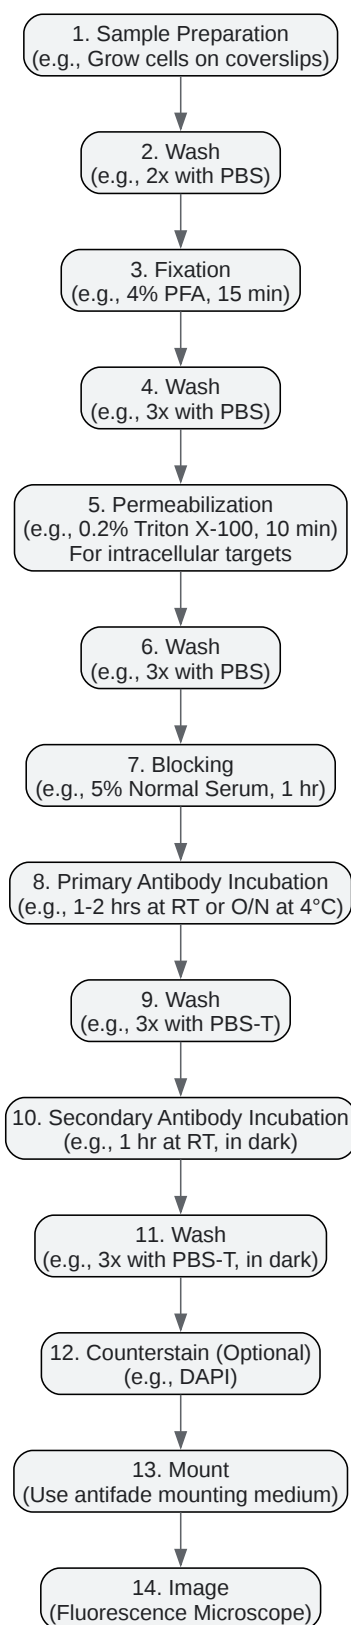 1. Sample Preparation
(e.g., Grow cells on coverslips)
2. Wash
(e.g., 2x with PBS)
3. Fixation
(e.g., 4% PFA, 15 min)
4. Wash
(e.g., 3x with PBS)
5. Permeabilization
(e.g., 0.2% Triton X-100, 10 min)
For intracellular targets
6. Wash
(e.g., 3x with PBS)
7. Blocking
(e.g., 5% Normal Serum, 1 hr)
8. Primary Antibody Incubation
(e.g., 1-2 hrs at RT or O/N at 4°C)
9. Wash
(e.g., 3x with PBS-T)
10. Secondary Antibody Incubation
(e.g., 1 hr at RT, in dark)
11. Wash
(e.g., 3x with PBS-T, in dark)
12. Counterstain (Optional)
(e.g., DAPI)
13. Mount
(Use antifade mounting medium)
14. Image
(Fluorescence Microscope)